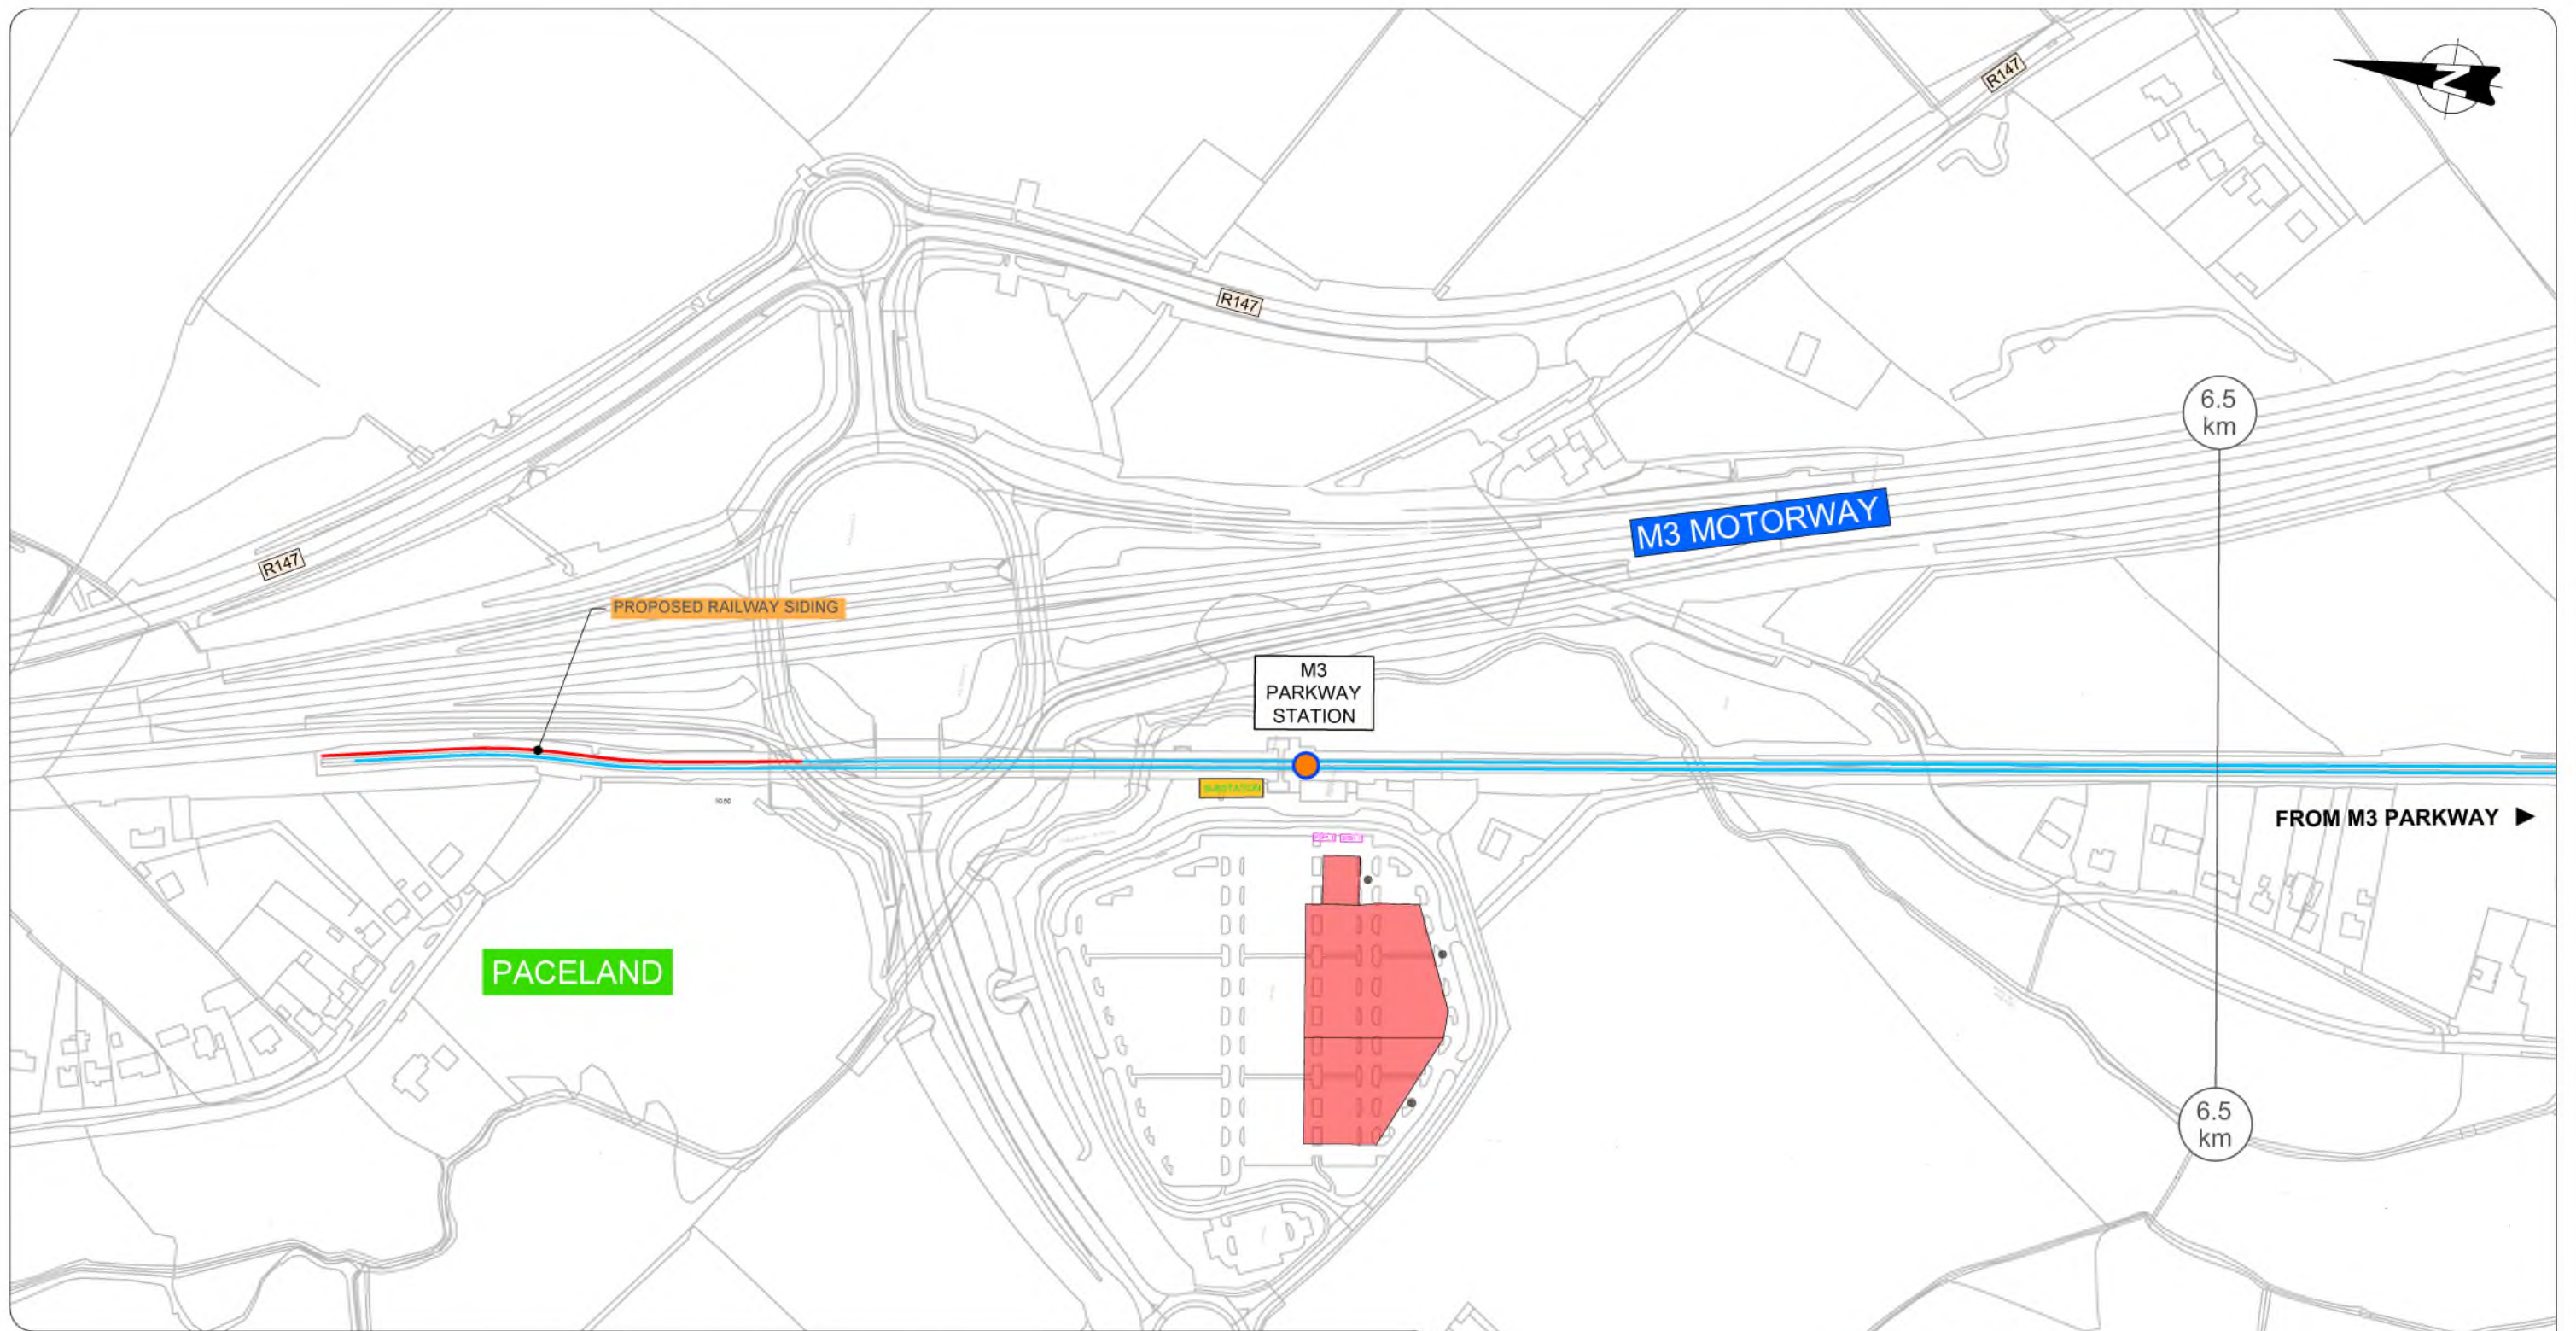 N
R147
R147
R147
M3 MOTORWAY
6.5
km
PROPOSED RAILWAY SIDING
M3
PARKWAY
STATION
SUBSTATION
FROM M3 PARKWAY ►
PACELAND
6.5
km